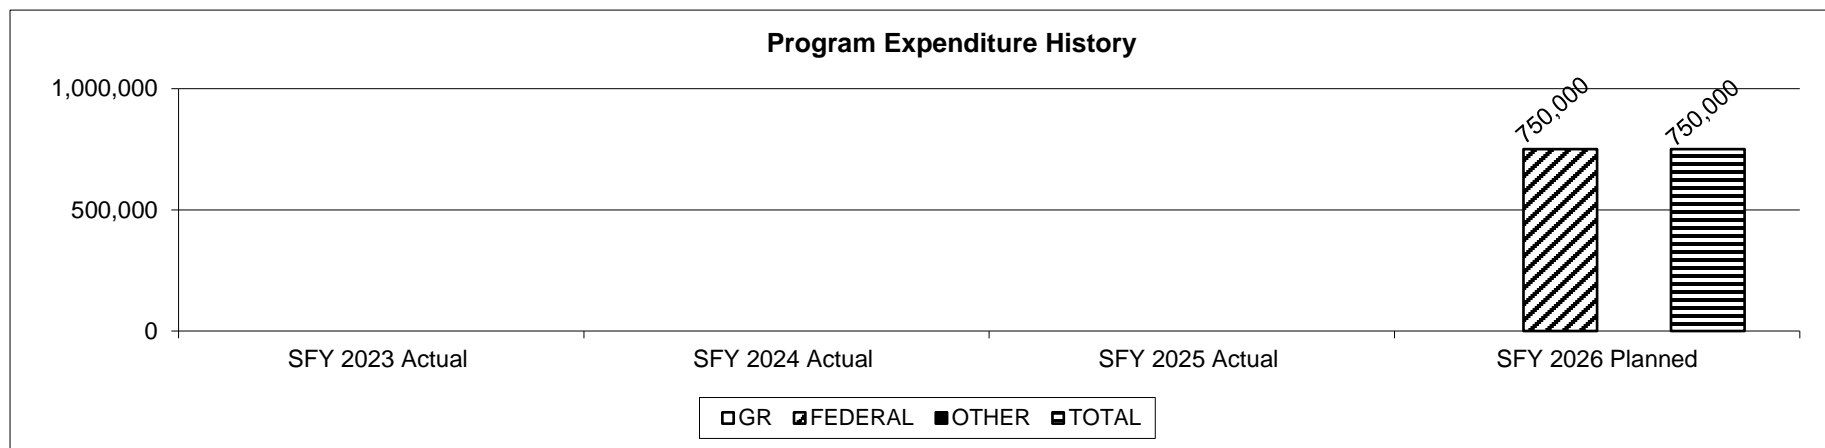 Program Expenditure History
1,000,000
500,000
0
750,000
750,000
SFY 2023 Actual
SFY 2024 Actual
SFY 2025 Actual
SFY 2026 Planned
GR FEDERAL OTHER TOTAL